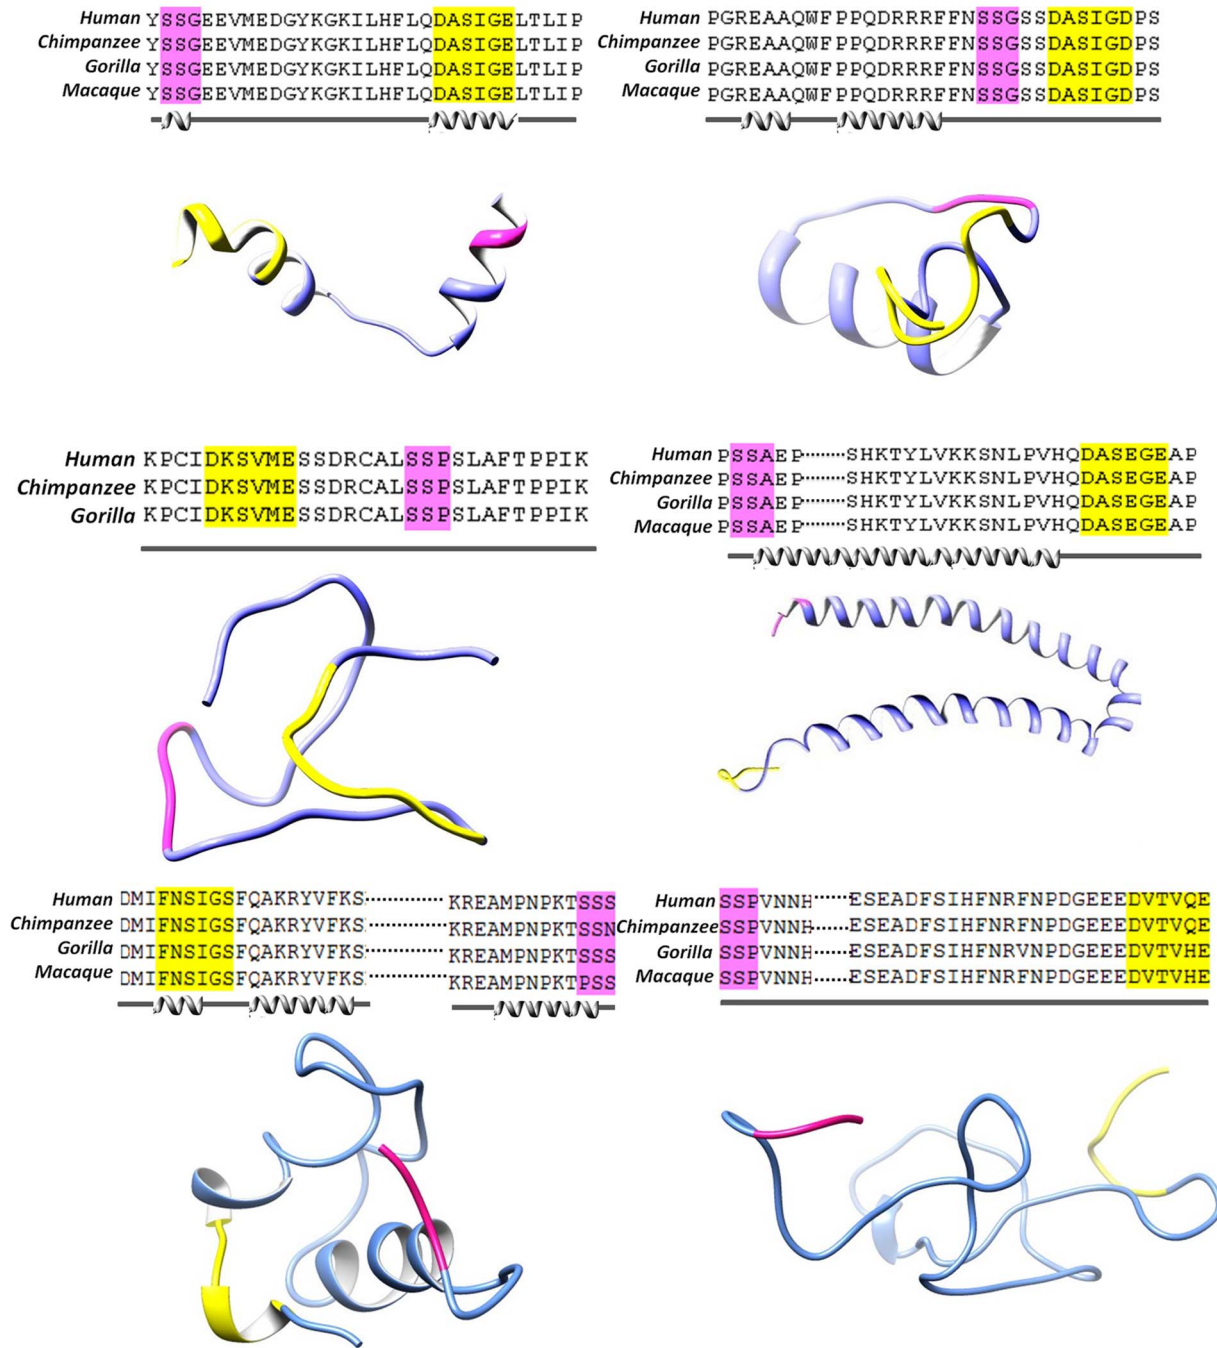 Human YSSGEEVMEDGYKGKILHFLQDASIGELTLIP
Chimpanzee YSSGEEVMEDGYKGKILHFLQDASIGELTLIP
Gorilla YSSGEEVMEDGYKGKILHFLQDASIGELTLIP
Macaque YSSGEEVMEDGYKGKILHFLQDASIGELTLIP
Human PGREAAQWFPPQDRRRFFNSSGSSDASIGDPS
Chimpanzee PGREAAQWFPPQDRRRFFNSSGSSDASIGDPS
Gorilla PGREAAQWFPPQDRRRFFNSSGSSDASIGDPS
Macaque PGREAAQWFPPQDRRRFFNSSGSSDASIGDPS
Human KPCIDKSVMESSDRCALSSPSLAFTPPIK
Chimpanzee KPCIDKSVMESSDRCALSSPSLAFTPPIK
Gorilla KPCIDKSVMESSDRCALSSPSLAFTPPIK
Human PSSAEP········SHKTYLVKKSNLPVHQDASEGEAP
Chimpanzee PSSAEP········SHKTYLVKKSNLPVHQDASEGEAP
Gorilla PSSAEP········SHKTYLVKKSNLPVHQDASEGEAP
Macaque PSSAEP········SHKTYLVKKSNLPVHQDASEGEAP
Human DMIFNSIGSFQAKRYVFKS··············KREAMPNPKTSSS
Chimpanzee DMIFNSIGSFQAKRYVFKS··············KREAMPNPKTSSN
Gorilla DMIFNSIGSFQAKRYVFKS··············KREAMPNPKTSSS
Macaque DMIFNSIGSFQAKRYVFKS··············KREAMPNPKTPSS
Human SSPVNNH·······ESEADFSIHFNRFNPDGEEEDVTVQE
Chimpanzee SSPVNNH·······ESEADFSIHFNRFNPDGEEEDVTVQE
Gorilla SSPVNNH·······ESEADFSIHFNRVNPDGEEEDVTVHE
Macaque SSPVNNH·······ESEADFSIHFNRFNPDGEEEDVTVHE